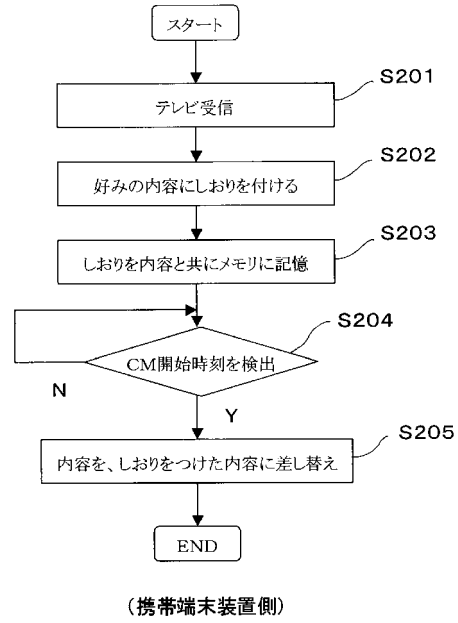 スタート
S201
テレビ受信
S202
好みの内容にしおりを付ける
S203
しおりを内容と共にメモリに記憶
S204
CM開始時刻を検出
N
Y
S205
内容を、しおりをつけた内容に差し替え
END
(携帯端末装置側)